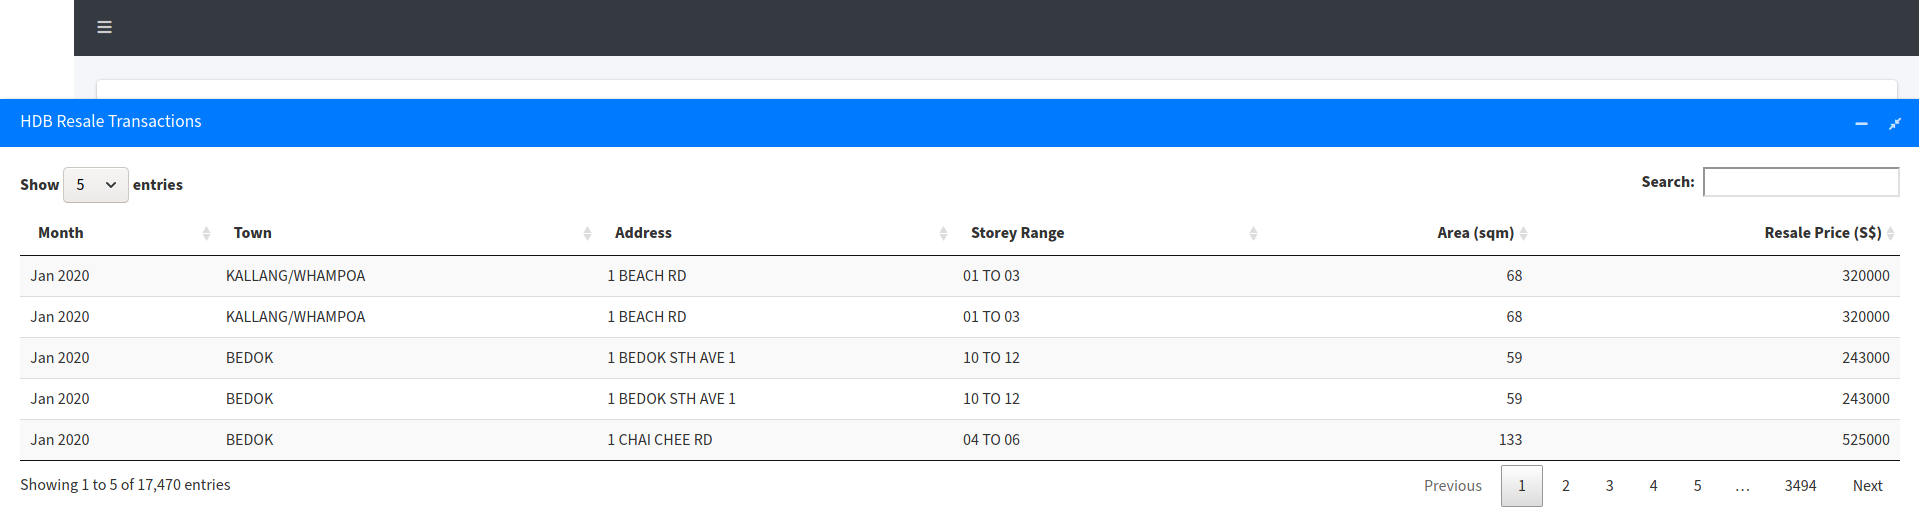 HDB Resale Transactions
Show 5 entries Search:
Month Town Address Storey Range Area (sqm) Resale Price (S$)
Jan 2020 KALLANG/WHAMPOA 1 BEACH RD 01 TO 03 68 320000
Jan 2020 KALLANG/WHAMPOA 1 BEACH RD 01 TO 03 68 320000
Jan 2020 BEDOK 1 BEDOK STH AVE 1 10 TO 12 59 243000
Jan 2020 BEDOK 1 BEDOK STH AVE 1 10 TO 12 59 243000
Jan 2020 BEDOK 1 CHAI CHEE RD 04 TO 06 133 525000
Showing 1 to 5 of 17,470 entries Previous 1 2 3 4 5 … 3494 Next